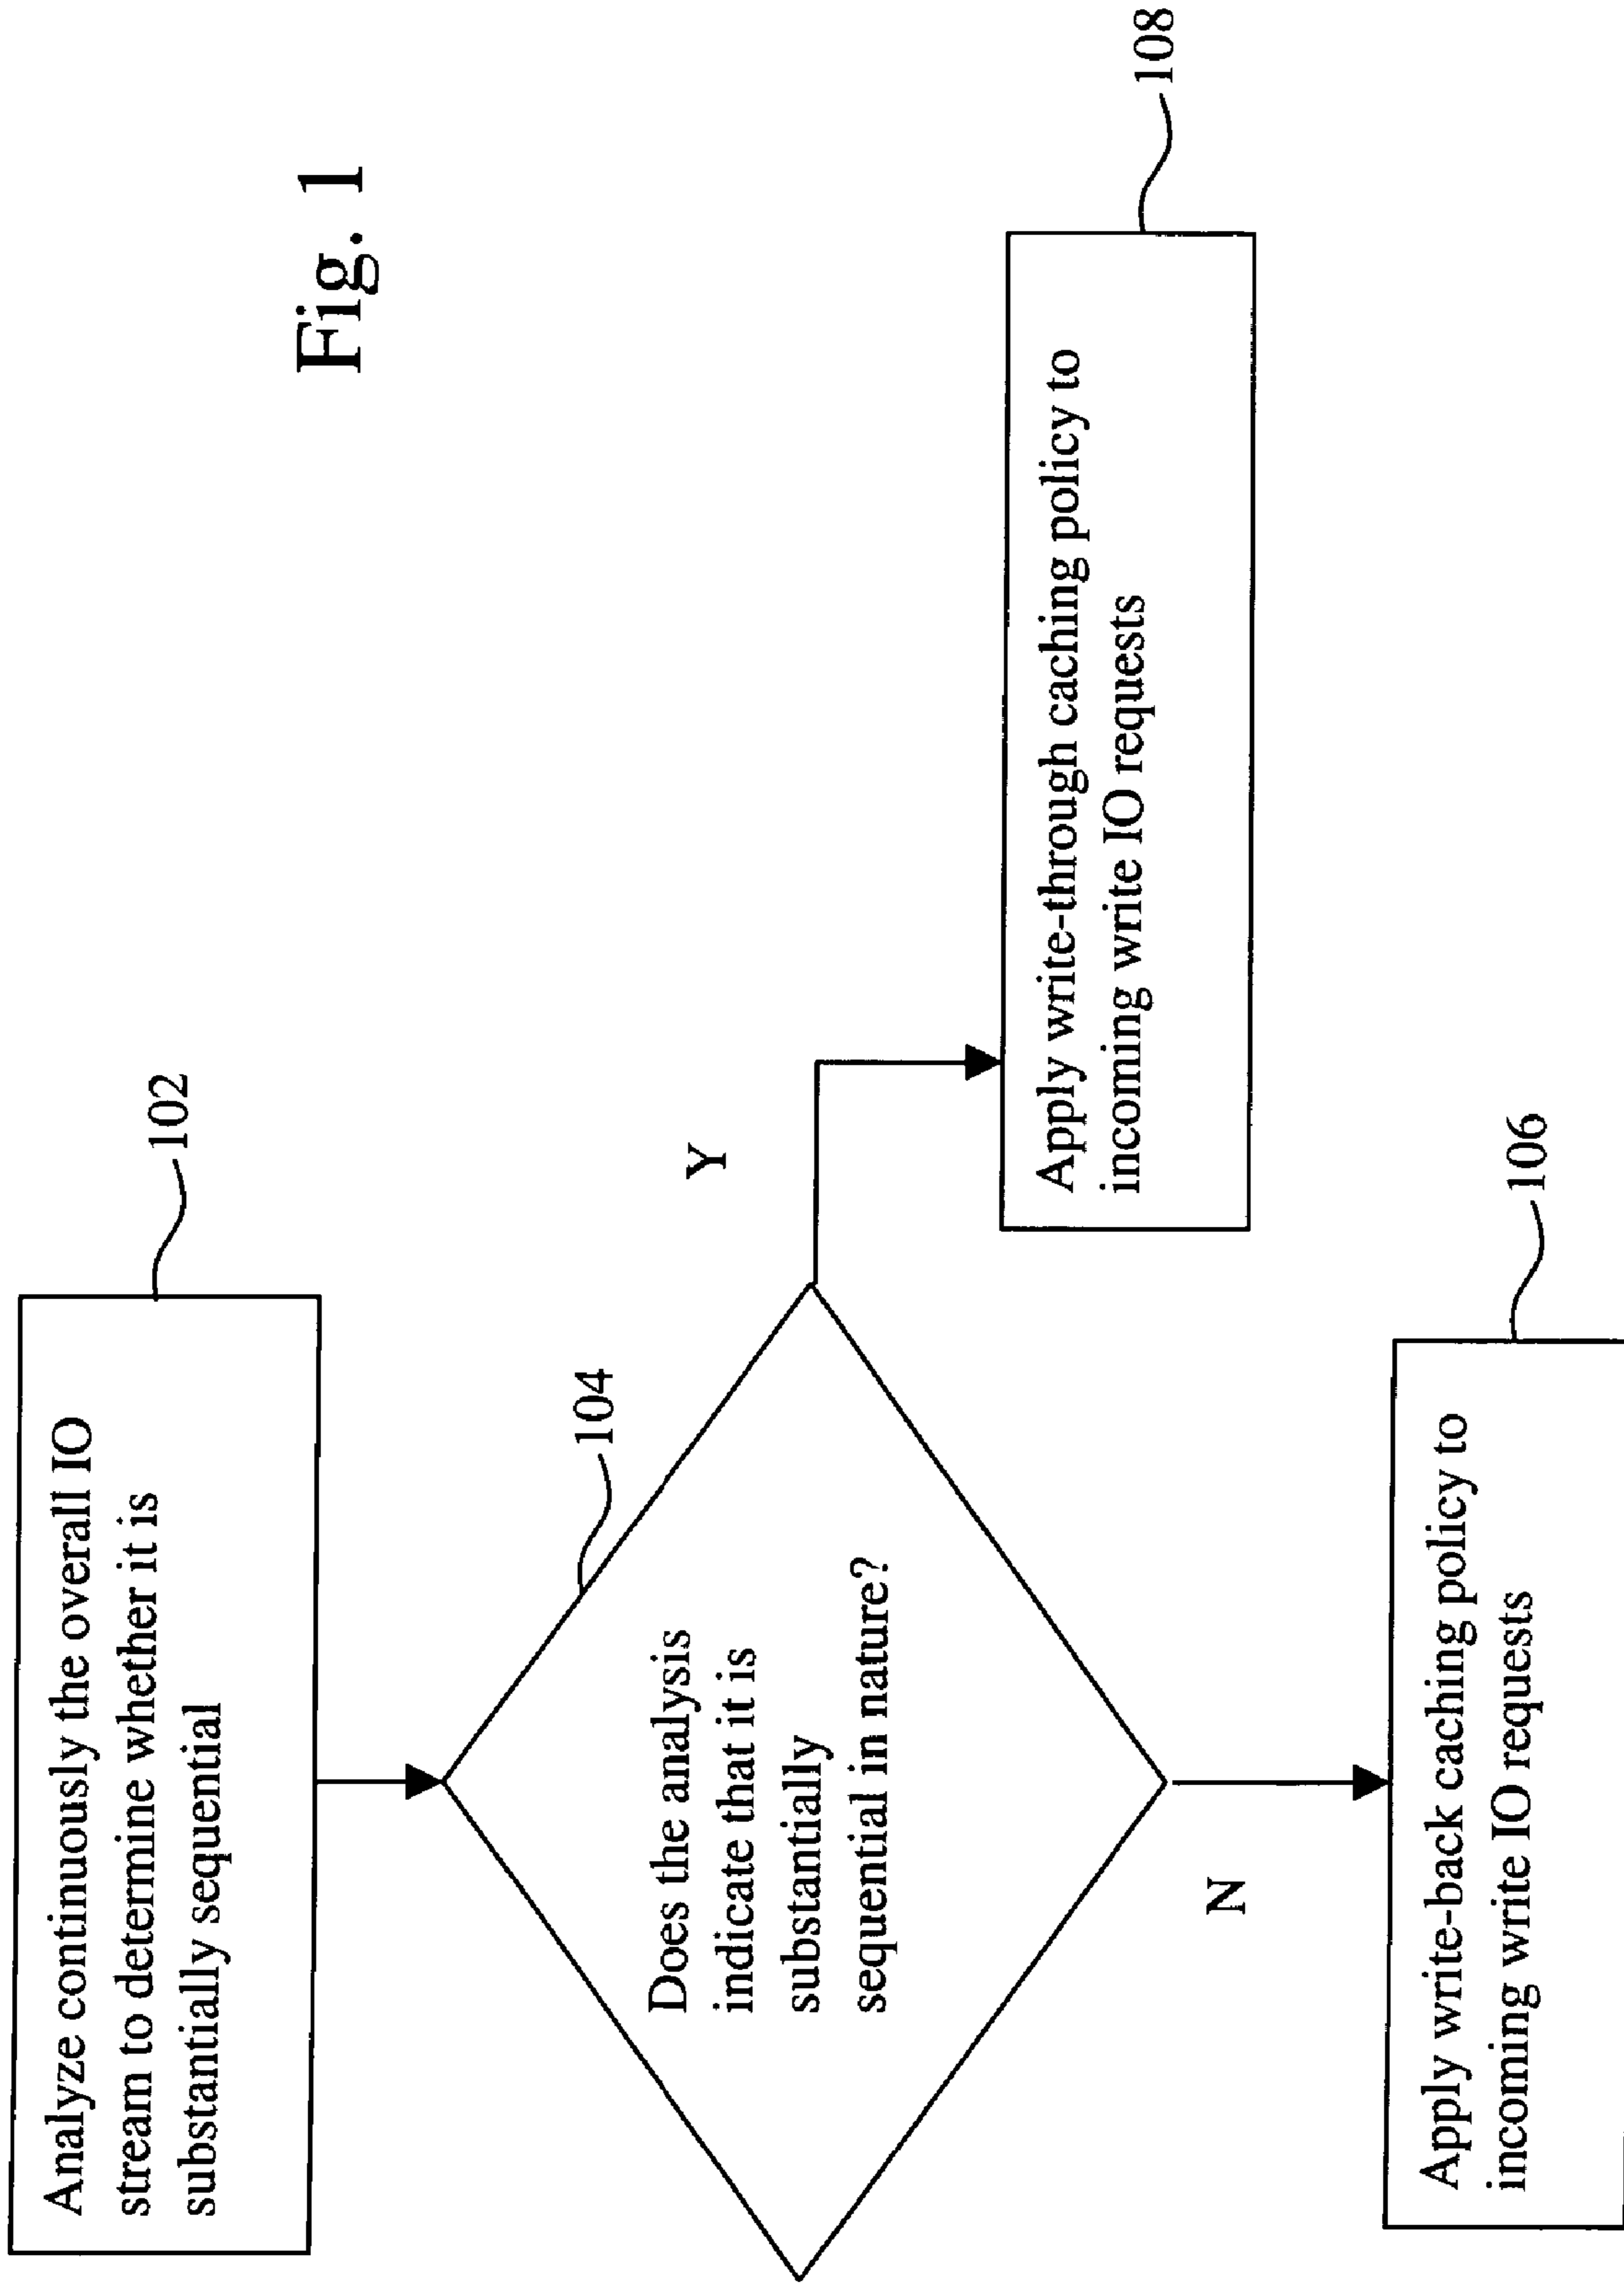 Fig. 1
Analyze continuously the overall IO
stream to determine whether it is
substantially sequential
102
104
Does the analysis
indicate that it is
substantially
sequential in nature?
Y
N
Apply write-through caching policy to
incoming write IO requests
108
Apply write-back caching policy to
incoming write IO requests
106